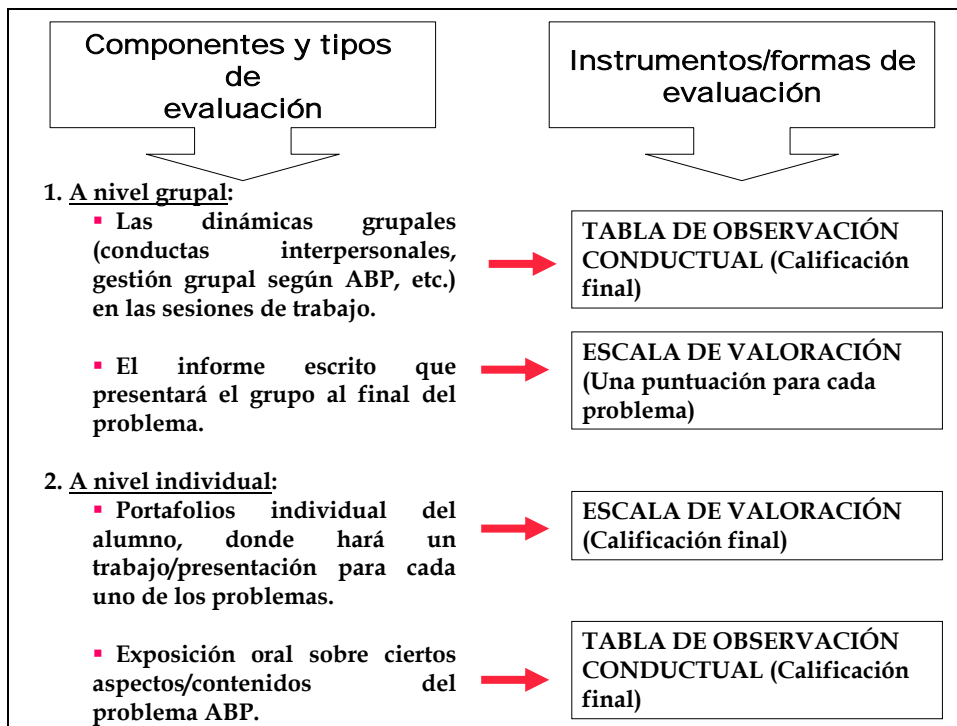 Componentes y tipos
de
evaluación
Instrumentos/formas de
evaluación
1. A nivel grupal:
▪ Las dinámicas grupales
(conductas interpersonales,
gestión grupal según ABP, etc.)
en las sesiones de trabajo.
TABLA DE OBSERVACIÓN
CONDUCTUAL (Calificación
final)
▪ El informe escrito que
presentará el grupo al final del
problema.
ESCALA DE VALORACIÓN
(Una puntuación para cada
problema)
2. A nivel individual:
▪ Portafolios individual del
alumno, donde hará un
trabajo/presentación para cada
uno de los problemas.
ESCALA DE VALORACIÓN
(Calificación final)
▪ Exposición oral sobre ciertos
aspectos/contenidos del
problema ABP.
TABLA DE OBSERVACIÓN
CONDUCTUAL (Calificación
final)